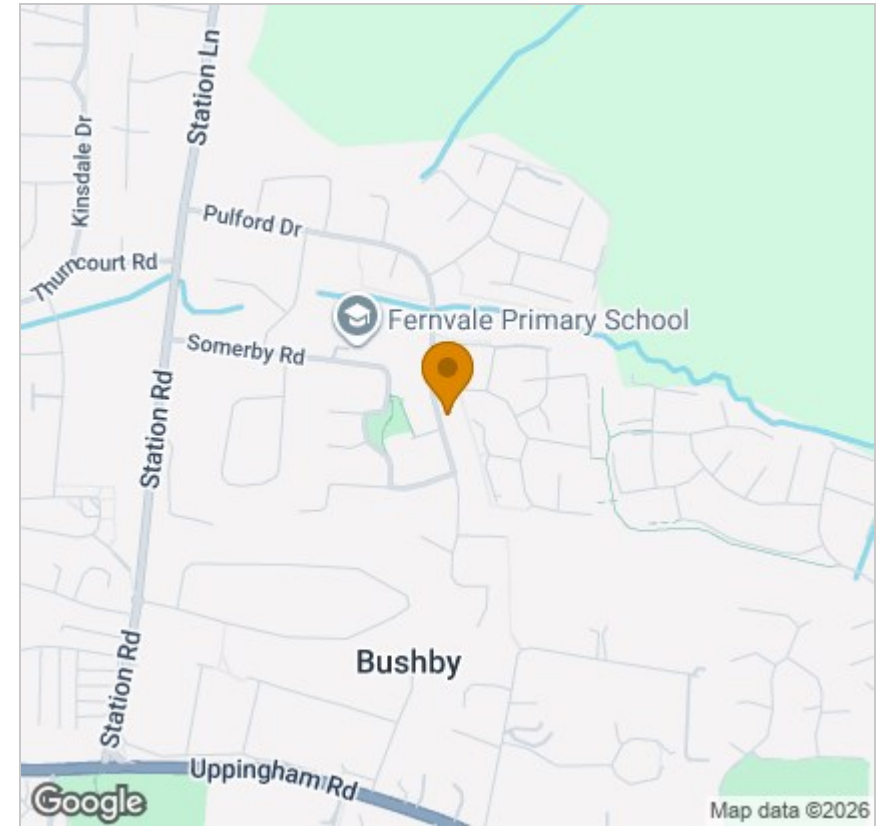 Station Ln
Kinsdale Dr
Pulford Dr
Thurncourt Rd
Fernvale Primary School
Somerby Rd
Station Rd
Bushby
Station Rd
Uppingham Rd
Google
Map data ©2026